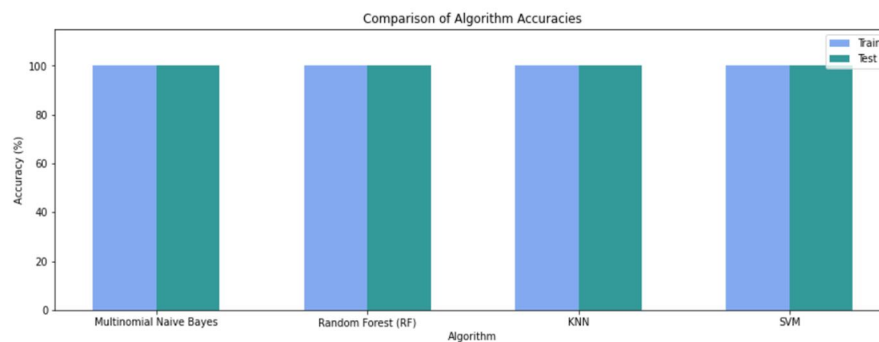 Comparison of Algorithm Accuracies
Train
Test
100
80
60
40
20
0
Accuracy (%)
Multinomial Naive Bayes Random Forest (RF) KNN SVM
Algorithm